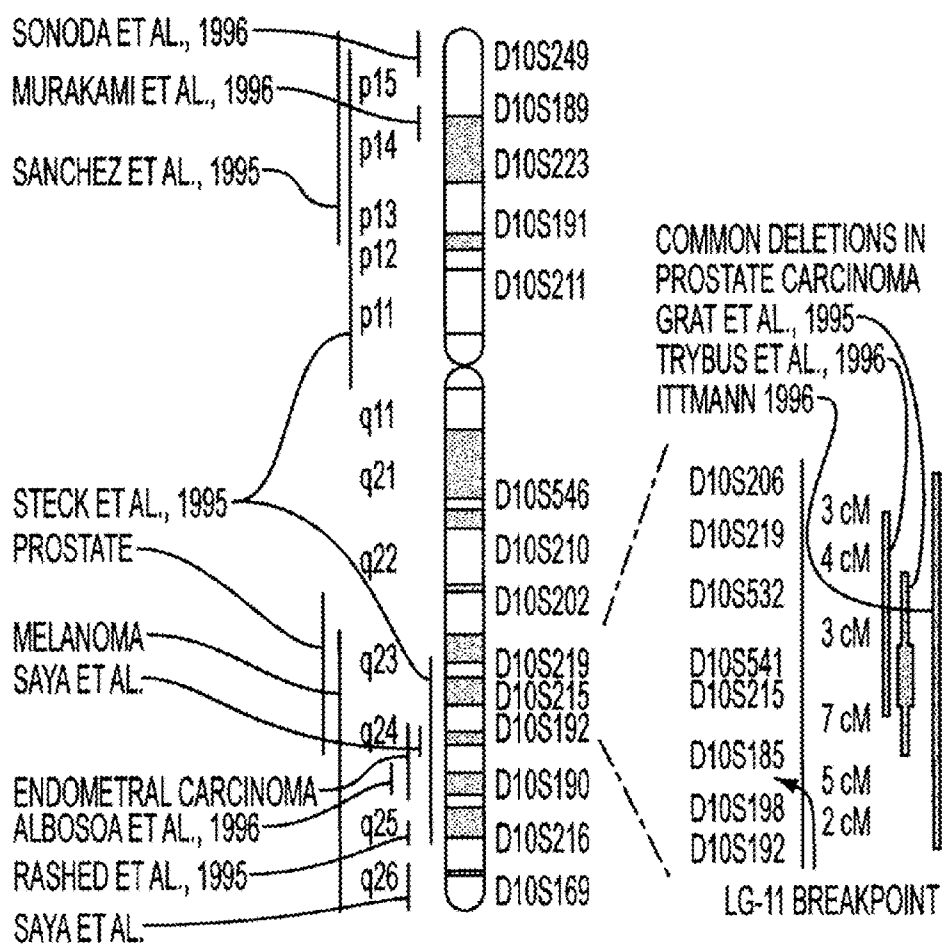 SONODA ET AL., 1996
MURAKAMI ET AL., 1996
SANCHEZ ET AL., 1995
STECK ET AL., 1995
PROSTATE
MELANOMA
SAYA ET AL.
ENDOMETRAL CARCINOMA
ALBOSOA ET AL., 1996
RASHED ET AL., 1995
SAYA ET AL.
p15
p14
p13
p12
p11
q11
q21
q22
q23
q24
q25
q26
D10S249
D10S189
D10S223
D10S191
D10S211
D10S546
D10S210
D10S202
D10S219
D10S215
D10S192
D10S190
D10S216
D10S169
COMMON DELETIONS IN
PROSTATE CARCINOMA
GRAT ET AL., 1995
TRYBUS ET AL., 1996
ITTMANN 1996
D10S206
D10S219
D10S532
D10S541
D10S215
D10S185
D10S198
D10S192
3 cM
4 cM
3 cM
7 cM
5 cM
2 cM
LG-11 BREAKPOINT